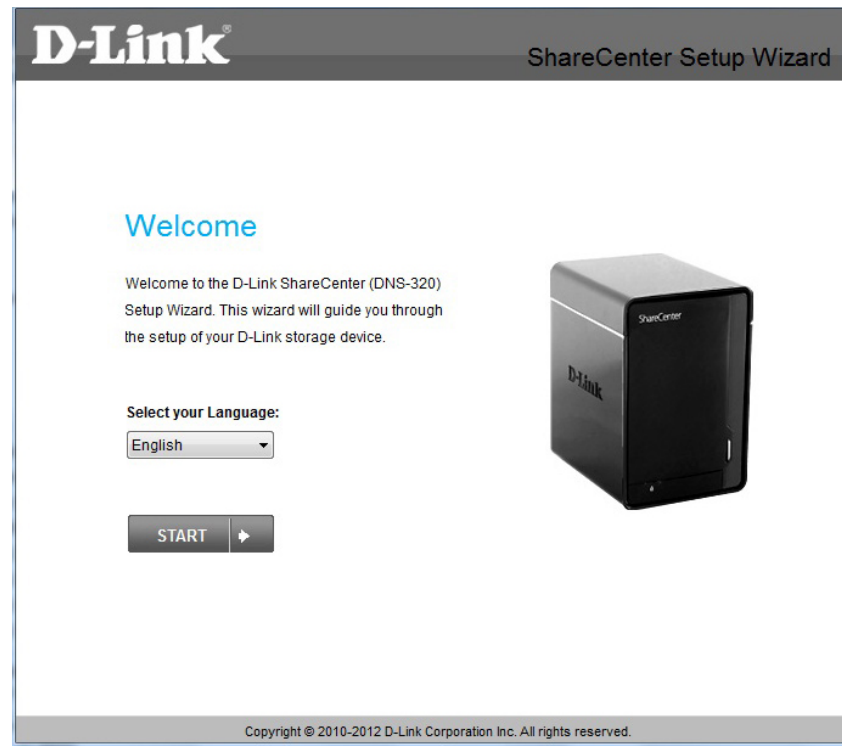 D-Link®
ShareCenter Setup Wizard
Welcome
Welcome to the D-Link ShareCenter (DNS-320)
Setup Wizard. This wizard will guide you through
the setup of your D-Link storage device.
Select your Language:
English
START
ShareCenter
D-Link
Copyright © 2010-2012 D-Link Corporation Inc. All rights reserved.